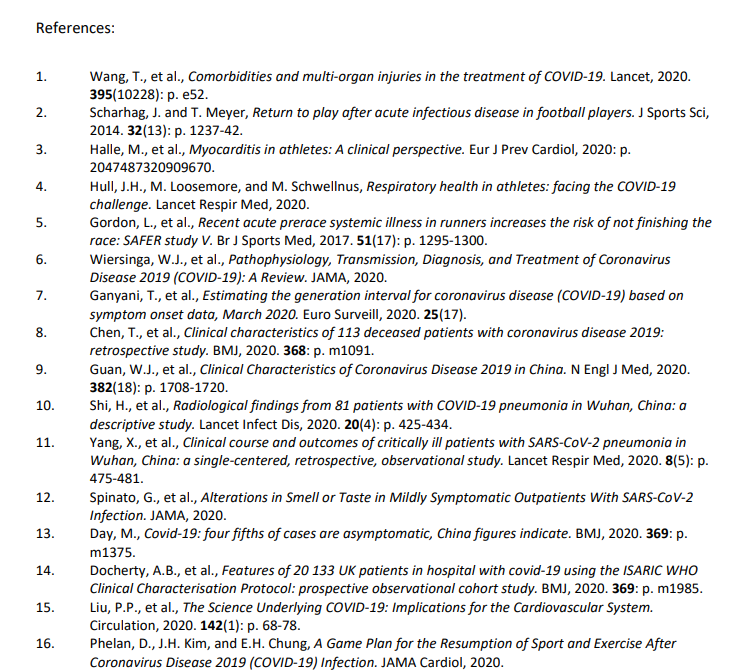 References:
1. Wang, T., et al., Comorbidities and multi-organ injuries in the treatment of COVID-19. Lancet, 2020.
395(10228): p. e52.
2. Scharhag, J. and T. Meyer, Return to play after acute infectious disease in football players. J Sports Sci,
2014. 32(13): p. 1237-42.
3. Halle, M., et al., Myocarditis in athletes: A clinical perspective. Eur J Prev Cardiol, 2020: p.
2047487320909670.
4. Hull, J.H., M. Loosemore, and M. Schwellnus, Respiratory health in athletes: facing the COVID-19
challenge. Lancet Respir Med, 2020.
5. Gordon, L., et al., Recent acute prerace systemic illness in runners increases the risk of not finishing the
race: SAFER study V. Br J Sports Med, 2017. 51(17): p. 1295-1300.
6. Wiersinga, W.J., et al., Pathophysiology, Transmission, Diagnosis, and Treatment of Coronavirus
Disease 2019 (COVID-19): A Review. JAMA, 2020.
7. Ganyani, T., et al., Estimating the generation interval for coronavirus disease (COVID-19) based on
symptom onset data, March 2020. Euro Surveill, 2020. 25(17).
8. Chen, T., et al., Clinical characteristics of 113 deceased patients with coronavirus disease 2019:
retrospective study. BMJ, 2020. 368: p. m1091.
9. Guan, W.J., et al., Clinical Characteristics of Coronavirus Disease 2019 in China. N Engl J Med, 2020.
382(18): p. 1708-1720.
10. Shi, H., et al., Radiological findings from 81 patients with COVID-19 pneumonia in Wuhan, China: a
descriptive study. Lancet Infect Dis, 2020. 20(4): p. 425-434.
11. Yang, X., et al., Clinical course and outcomes of critically ill patients with SARS-CoV-2 pneumonia in
Wuhan, China: a single-centered, retrospective, observational study. Lancet Respir Med, 2020. 8(5): p.
475-481.
12. Spinato, G., et al., Alterations in Smell or Taste in Mildly Symptomatic Outpatients With SARS-CoV-2
Infection. JAMA, 2020.
13. Day, M., Covid-19: four fifths of cases are asymptomatic, China figures indicate. BMJ, 2020. 369: p.
m1375.
14. Docherty, A.B., et al., Features of 20 133 UK patients in hospital with covid-19 using the ISARIC WHO
Clinical Characterisation Protocol: prospective observational cohort study. BMJ, 2020. 369: p. m1985.
15. Liu, P.P., et al., The Science Underlying COVID-19: Implications for the Cardiovascular System.
Circulation, 2020. 142(1): p. 68-78.
16. Phelan, D., J.H. Kim, and E.H. Chung, A Game Plan for the Resumption of Sport and Exercise After
Coronavirus Disease 2019 (COVID-19) Infection. JAMA Cardiol, 2020.